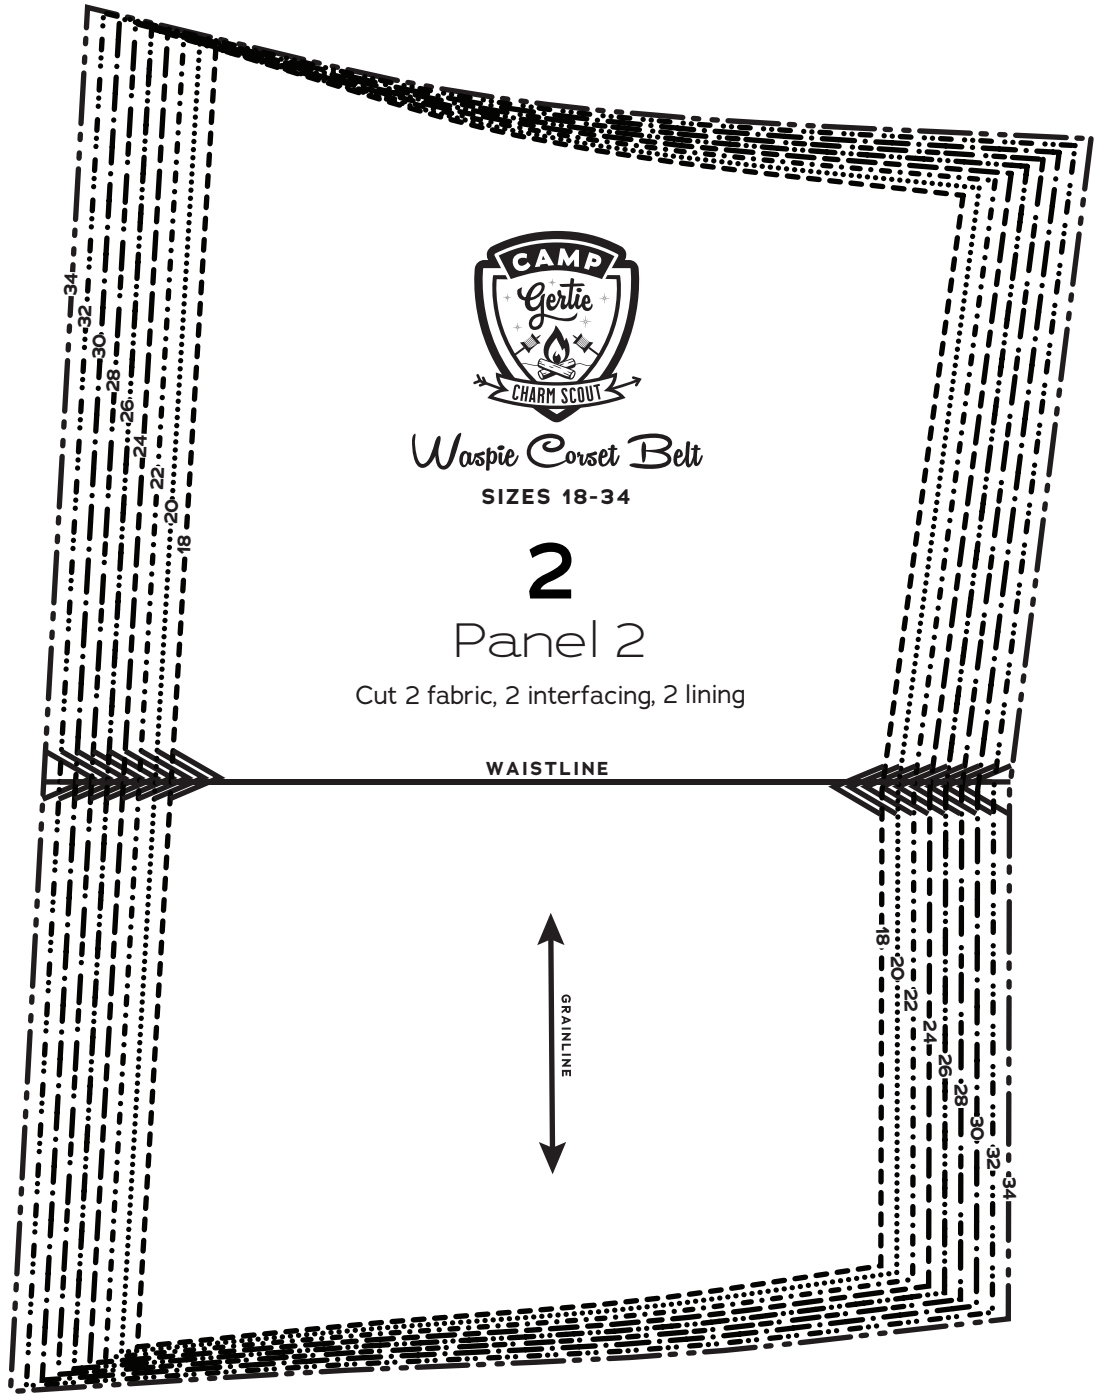 CAMP
Gertie
CHARM SCOUT
Waspie Corset Belt
SIZES 18-34
2
Panel 2
Cut 2 fabric, 2 interfacing, 2 lining
34
32
30
28
26
24
22
20
18
WAISTLINE
GRAINLINE
18
20
22
24
26
28
30
32
34